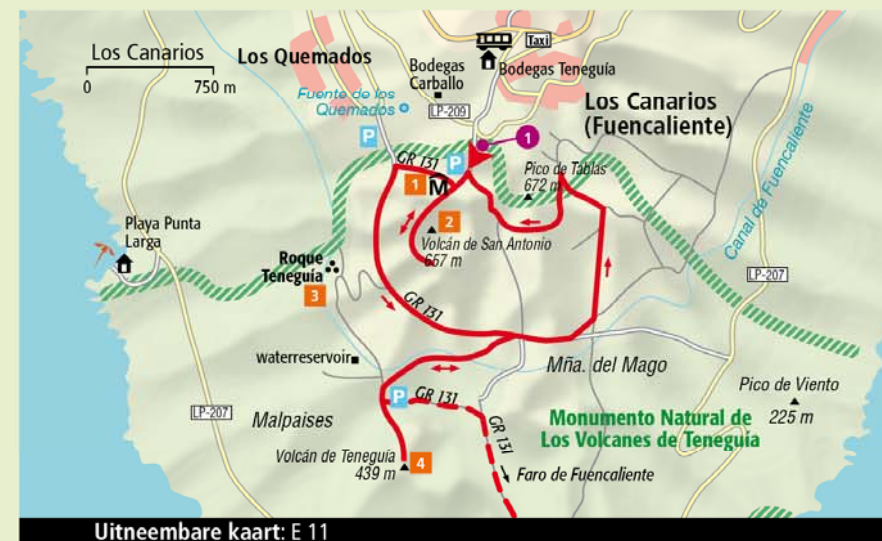 Los Canarios
0 750 m
Los Quemados
Fuente de los
Quemados
P
Bodegas
Carballo
LP-209
Taxi
Bodegas Teneguía
Los Canarios
(Fuencaliente)
1
GR 131
P
1
M
Pico de Tablas
672 m
2
Volcán de San Antonio
657 m
Canal de Fuencaliente
LP-207
Playa Punta
Larga
Roque
Teneguía
3
GR 131
waterreservoir
Mña. del Mago
P
GR 131
Pico de Viento
225 m
LP-207
Malpaises
Monumento Natural de
Los Volcanes de Teneguía
GR 131
Volcán de Teneguía
439 m
4
Faro de Fuencaliente
Uitneembare kaart: E 11